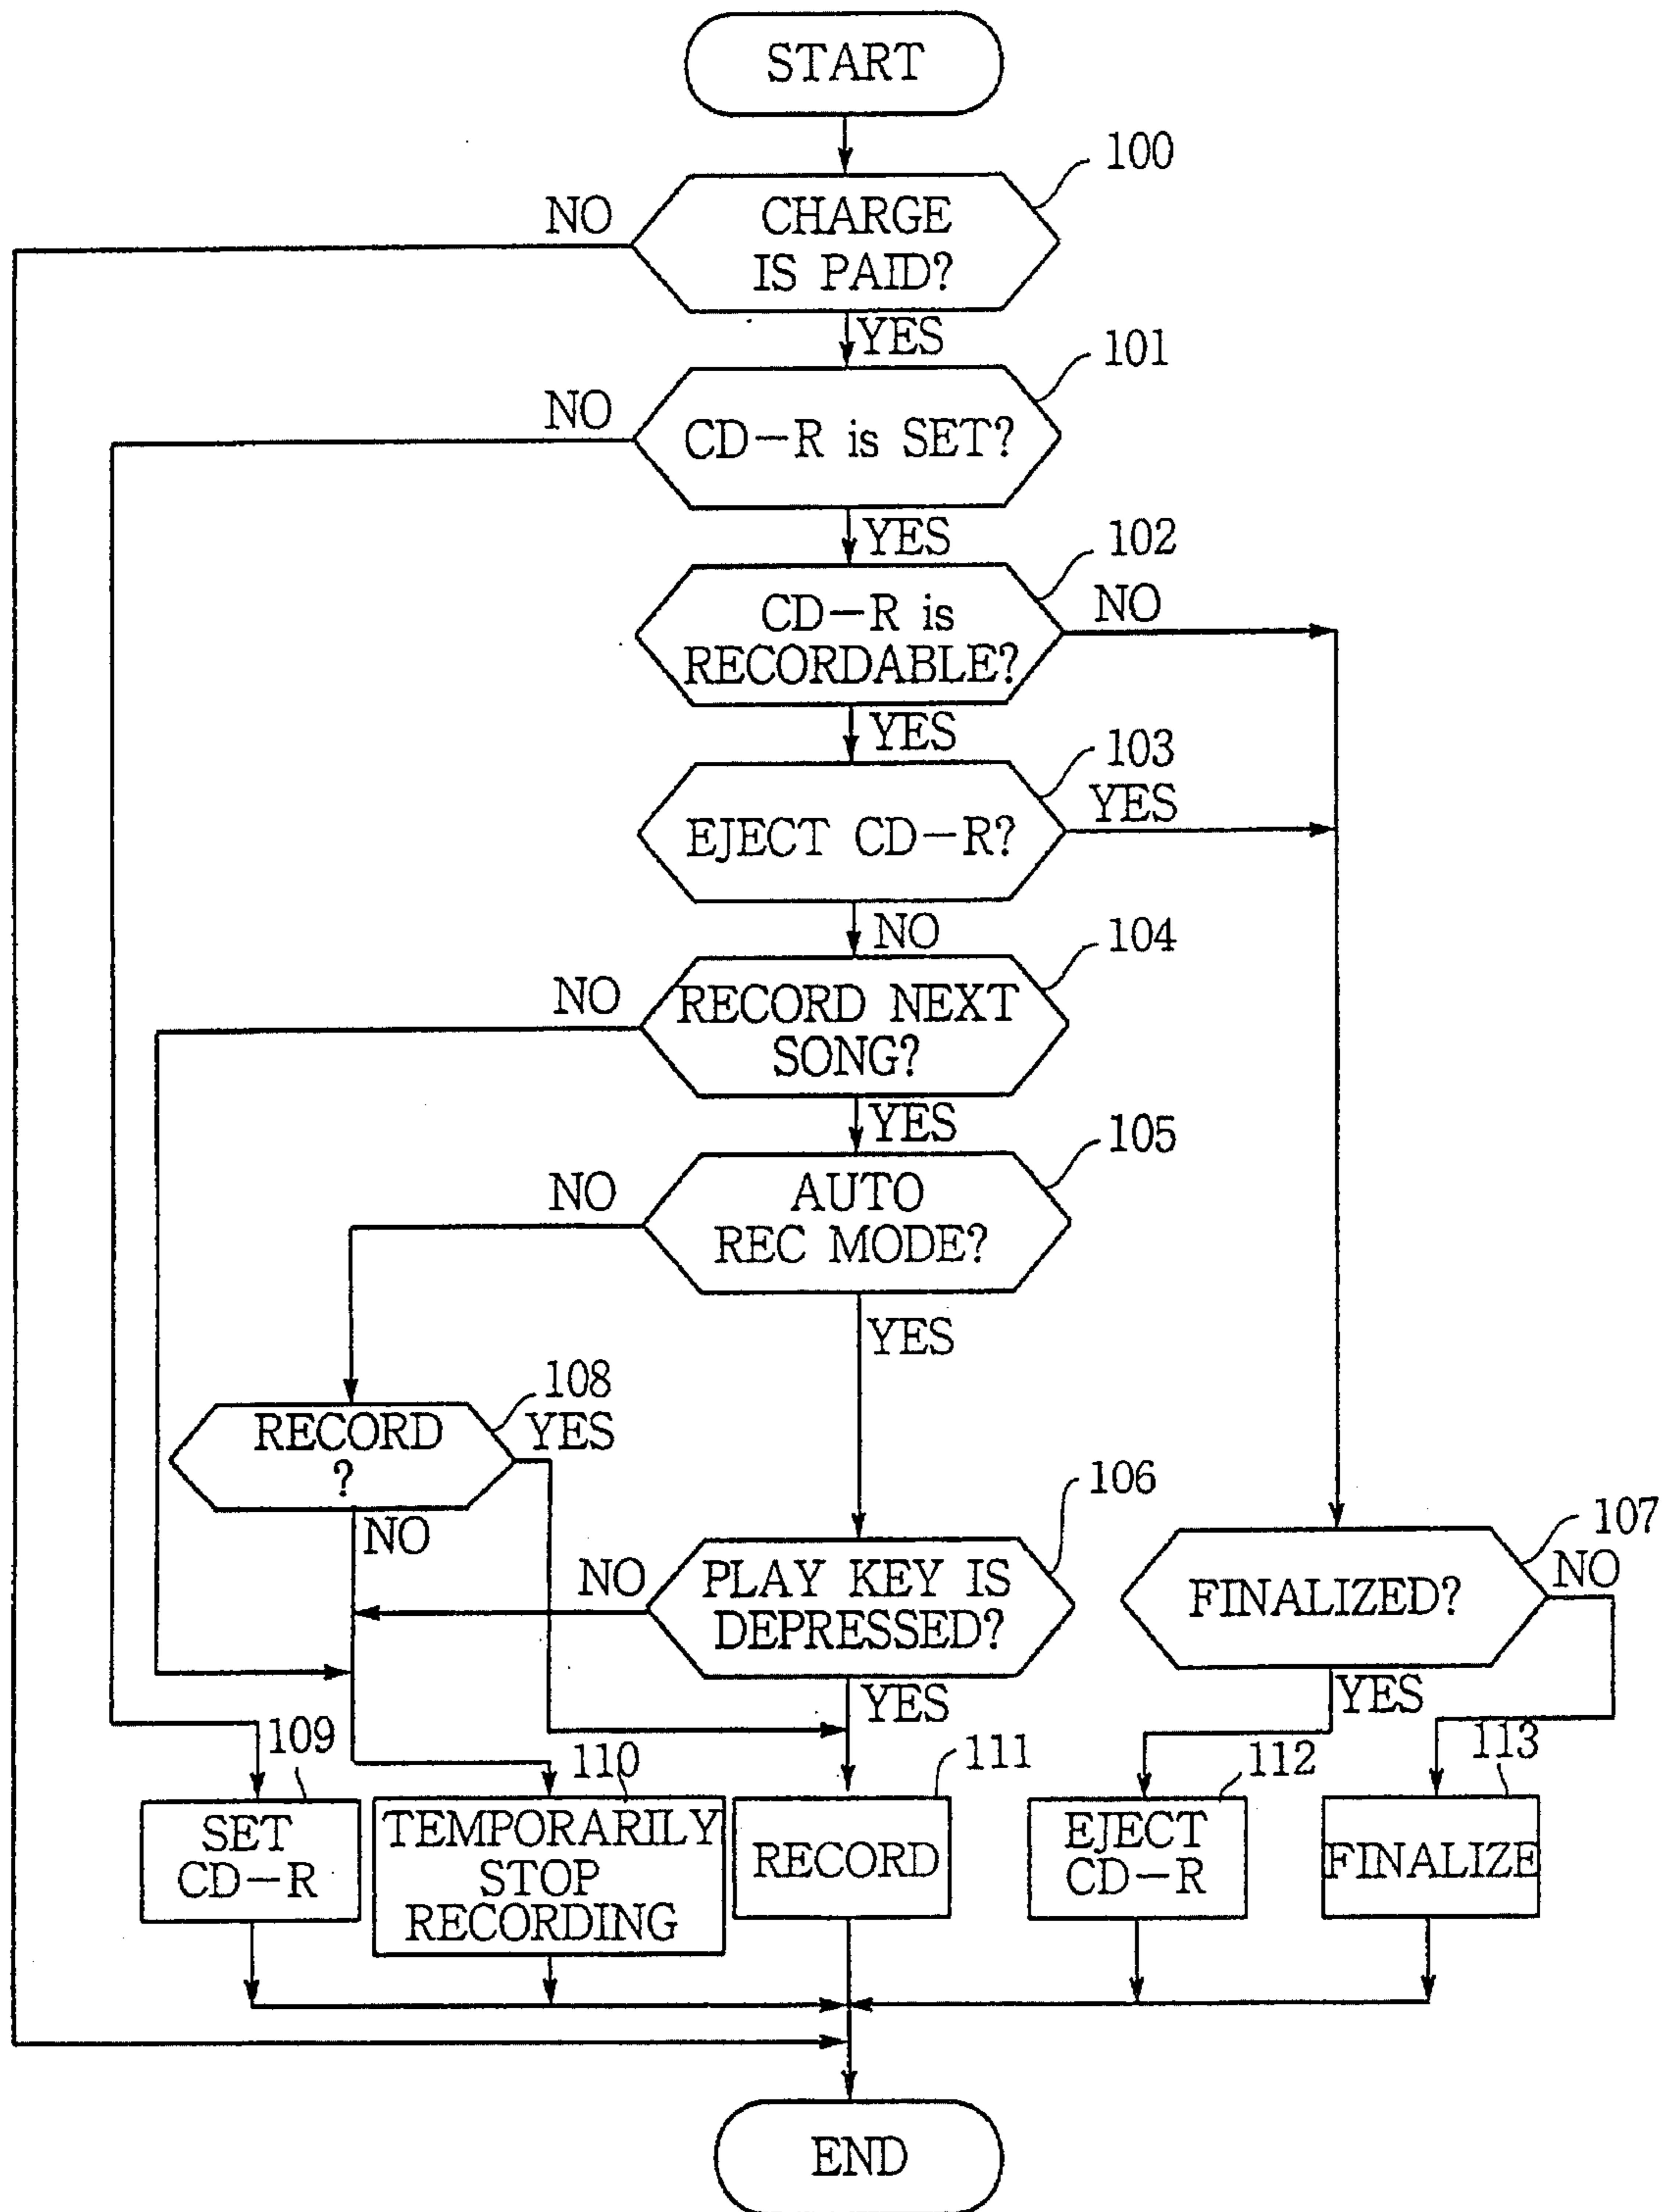 START
100
NO
CHARGE
IS PAID?
YES
101
NO
CD-R is SET?
YES
102
CD-R is
RECORDABLE?
NO
YES
103
YES
EJECT CD-R?
NO
104
NO
RECORD NEXT
SONG?
YES
105
NO
AUTO
REC MODE?
YES
108
RECORD
?
YES
NO
106
NO
PLAY KEY IS
DEPRESSED?
YES
107
NO
FINALIZED?
YES
109
SET
CD-R
110
TEMPORARILY
STOP
RECORDING
111
RECORD
112
EJECT
CD-R
113
FINALIZE
END